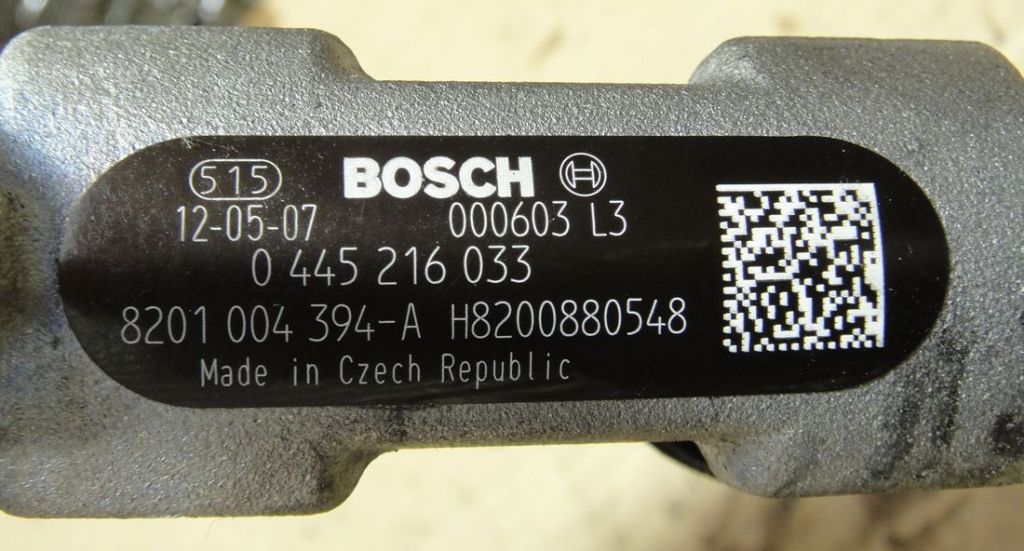 515 BOSCH
12-05-07 000603 L3
0 445 216 033
8201 004 394-A H8200880548
Made in Czech Republic